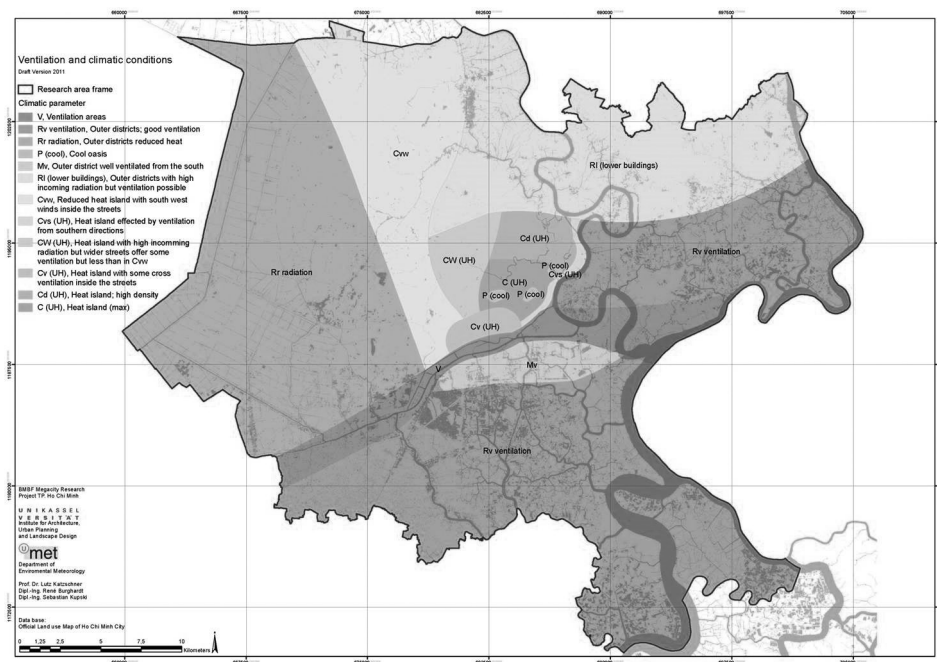 Ventilation and climatic conditions
Draft Version 2011
Research area frame
Climatic parameter
V, Ventilation areas
Rv ventilation, Outer districts; good ventilation
Rr radiation, Outer districts reduced heat
P (cool), Cool oasis
Mv, Outer district well ventilated from the south
RI (lower buildings), Outer districts with high
incoming radiation but ventilation possible
Cvw, Reduced heat island with south west
winds inside the streets
Cvs (UH), Heat island effected by ventilation
from southern directions
CW (UH), Heat island with high incomming
radiation but wider streets offer some
ventilation but less than in Cvw
Cv (UH), Heat island with some cross
ventilation inside the streets
Cd (UH), Heat island; high density
C (UH), Heat island (max)
Cvw
RI (lower buildings)
Cd (UH)
Rv ventilation
CW (UH)
P (cool)
Cvs (UH)
Rr radiation
C (UH)
P (cool)
P (cool)
Cv (UH)
V
Mv
Rv ventilation
BMBF Megacity Research
Project TP. Ho Chi Minh
UNIKASSEL
VERSITÄT
Institute for Architecture,
Urban Planning
and Landscape Design
met
Department of
Enviromental Meteorology
Prof. Dr. Lutz Katzschner
Dipl.-Ing. René Burghardt
Dipl.-Ing. Sebastian Kupski
Data base:
Official Land use Map of Ho Chi Minh City
0 1,25 2,5 5 7,5 10
Kilometers